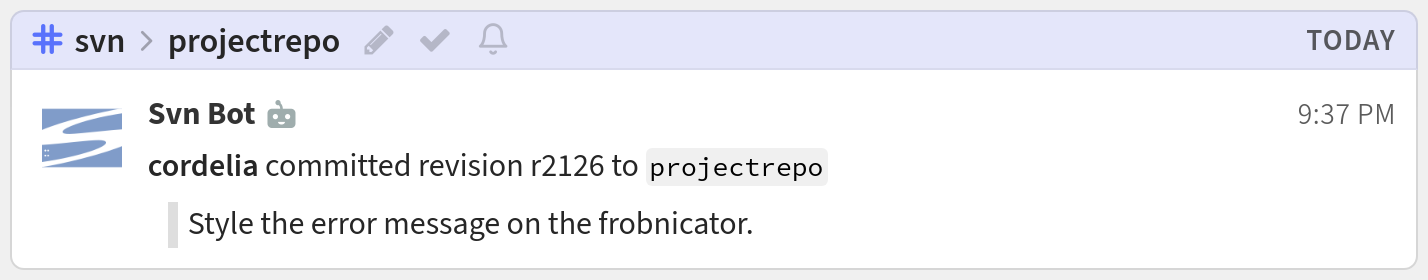 # svn > projectrepo TODAY
Svn Bot 9:37 PM
cordelia committed revision r2126 to projectrepo
Style the error message on the frobnicator.